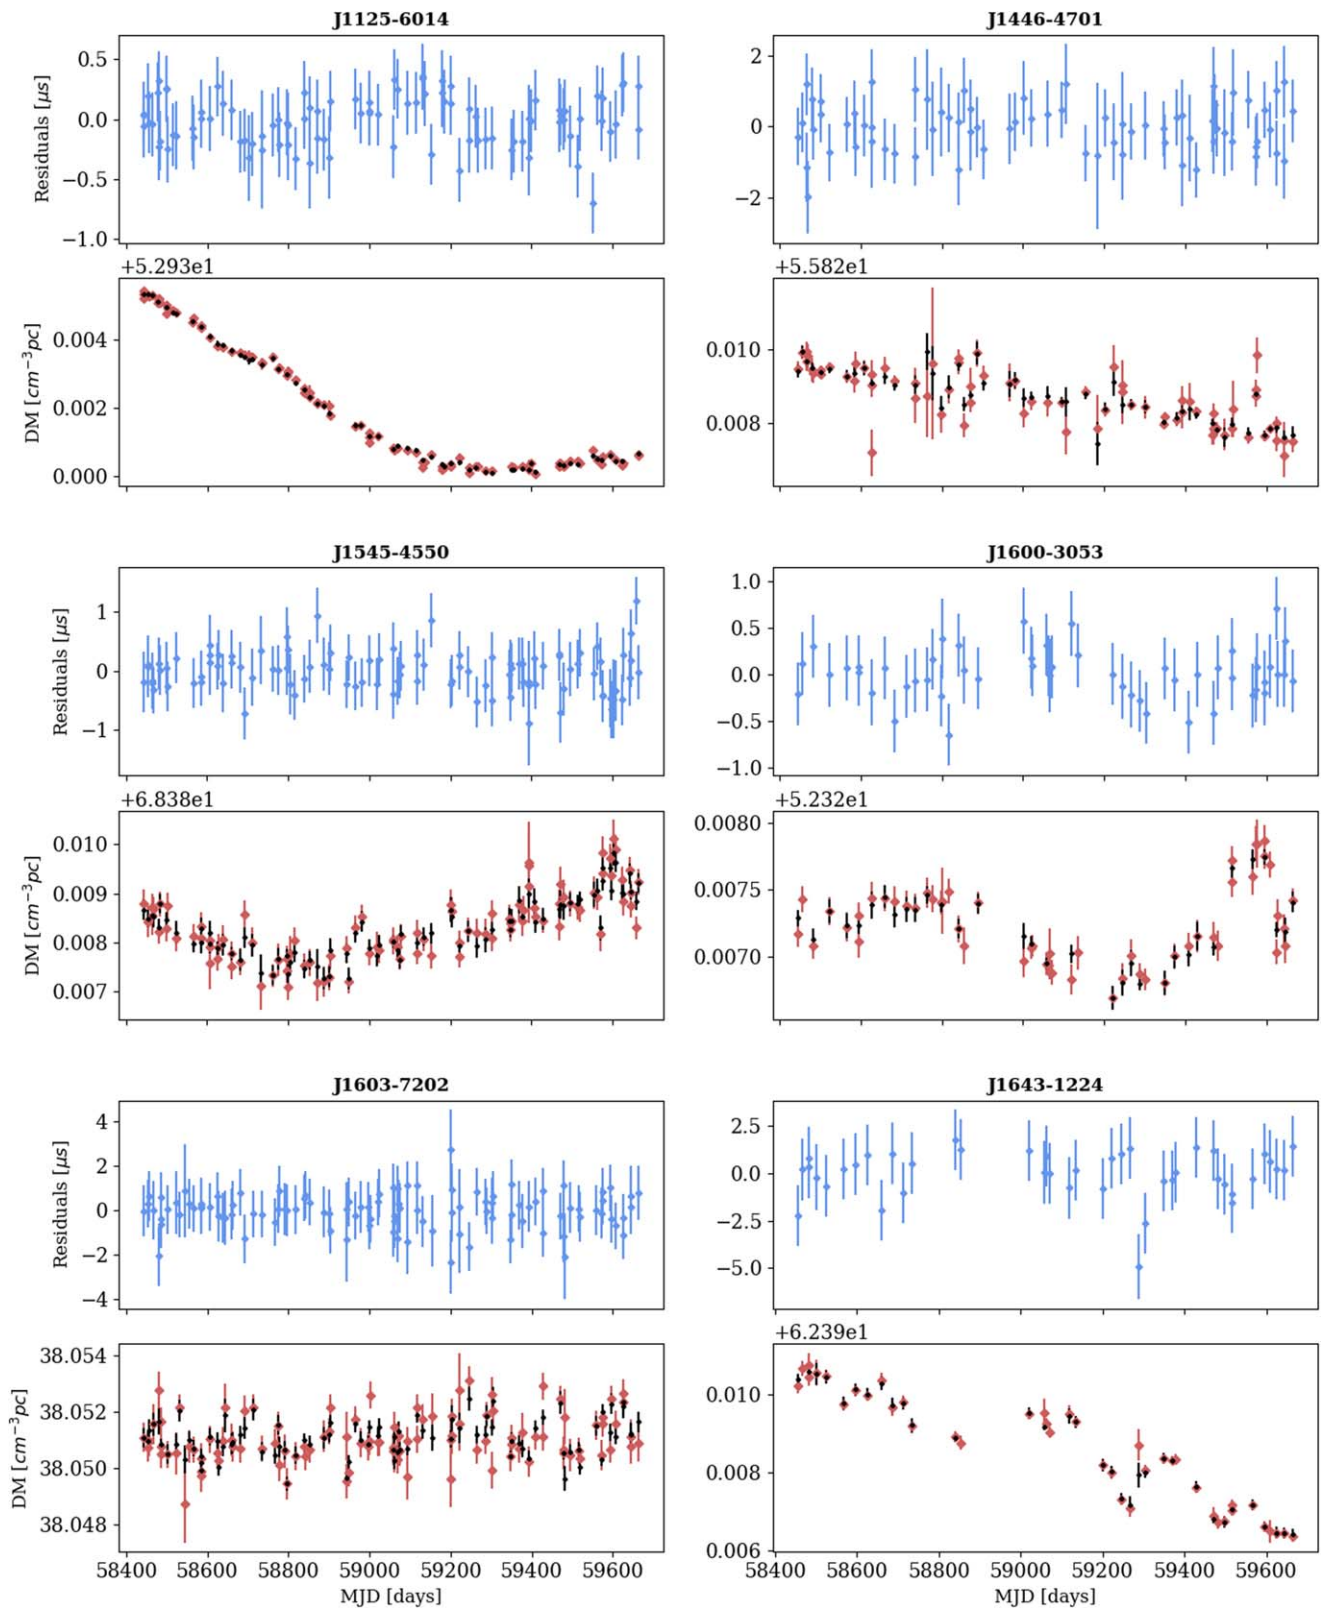 J1125-6014
0.5
0.0
−0.5
−1.0
Residuals [μs]
+5.293e1
0.004
0.002
0.000
DM [cm⁻³pc]
J1446-4701
2
0
−2
+5.582e1
0.010
0.008
J1545-4550
1
0
−1
Residuals [μs]
+6.838e1
0.010
0.009
0.008
0.007
DM [cm⁻³pc]
J1600-3053
1.0
0.5
0.0
−0.5
−1.0
+5.232e1
0.0080
0.0075
0.0070
J1603-7202
4
2
0
−2
−4
Residuals [μs]
38.054
38.052
38.050
38.048
DM [cm⁻³pc]
58400 58600 58800 59000 59200 59400 59600
MJD [days]
J1643-1224
2.5
0.0
−2.5
−5.0
+6.239e1
0.010
0.008
0.006
58400 58600 58800 59000 59200 59400 59600
MJD [days]